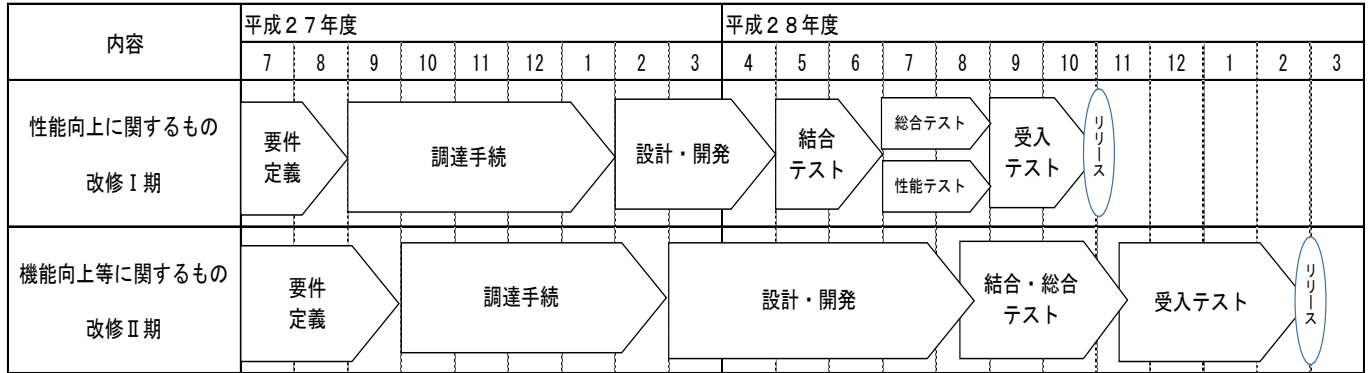 内容
平成２７年度
平成２８年度
7 8 9 10 11 12 1 2 3 4 5 6 7 8 9 10 11 12 1 2 3
性能向上に関するもの
改修Ⅰ期
要件
定義
調達手続
設計・開発
結合
テスト
総合テスト
性能テスト
受入
テスト
リリース
機能向上等に関するもの
改修Ⅱ期
要件
定義
調達手続
設計・開発
結合・総合
テスト
受入テスト
リリース